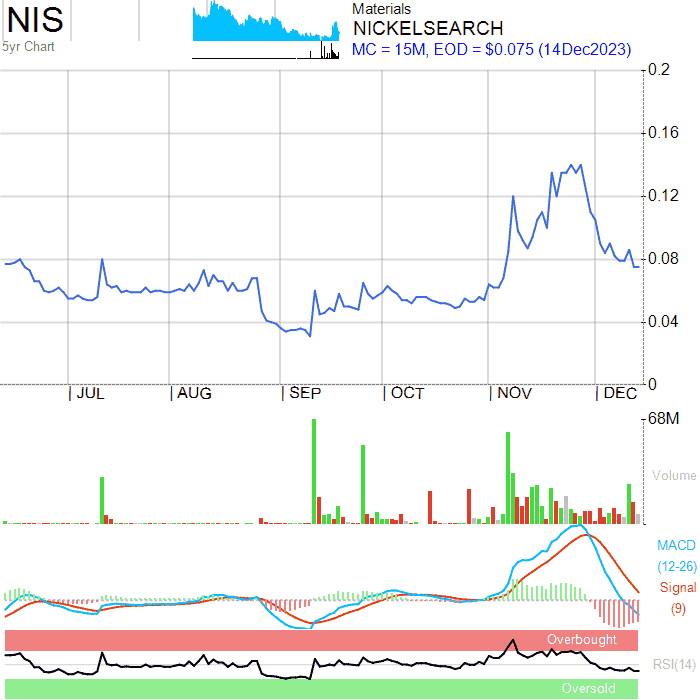 NIS
5yr Chart
Materials
NICKELSEARCH
MC = 15M, EOD = $0.075 (14Dec2023)
0.2
0.16
0.12
0.08
0.04
0
| JUL | AUG | SEP | OCT | NOV | DEC
68M
Volume
MACD
(12-26)
Signal
(9)
Overbought
RSI(14)
Oversold